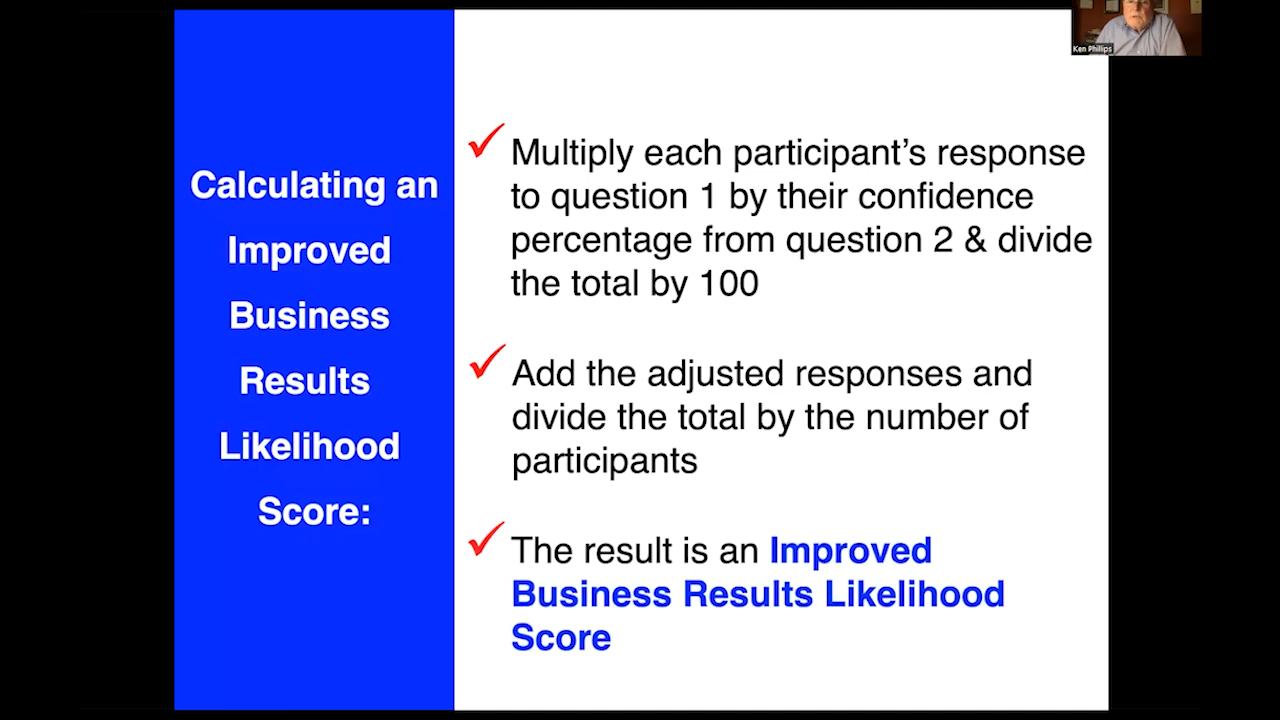 Calculating an
Improved
Business
Results
Likelihood
Score:
Multiply each participant’s response
to question 1 by their confidence
percentage from question 2 & divide
the total by 100
Add the adjusted responses and
divide the total by the number of
participants
The result is an Improved
Business Results Likelihood
Score
Ken Phillips